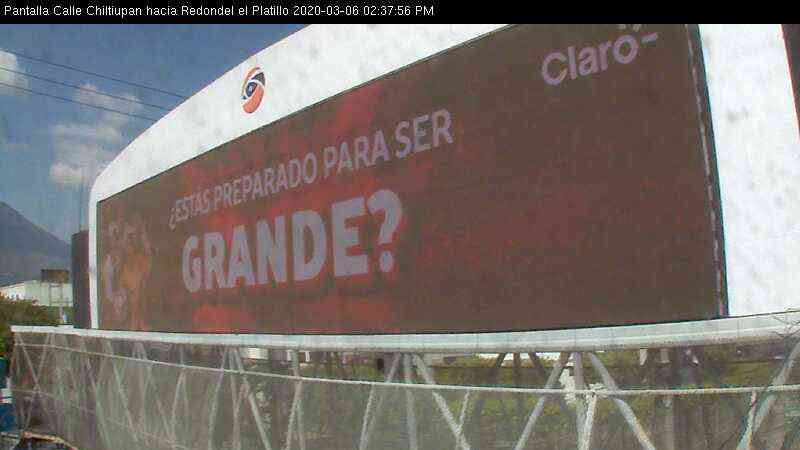 Pantalla Calle Chiltiupan hacia Redondel el Platillo 2020-03-06 02:37:56 PM
Claro
¿ESTÁS PREPARADO PARA SER
GRANDE?